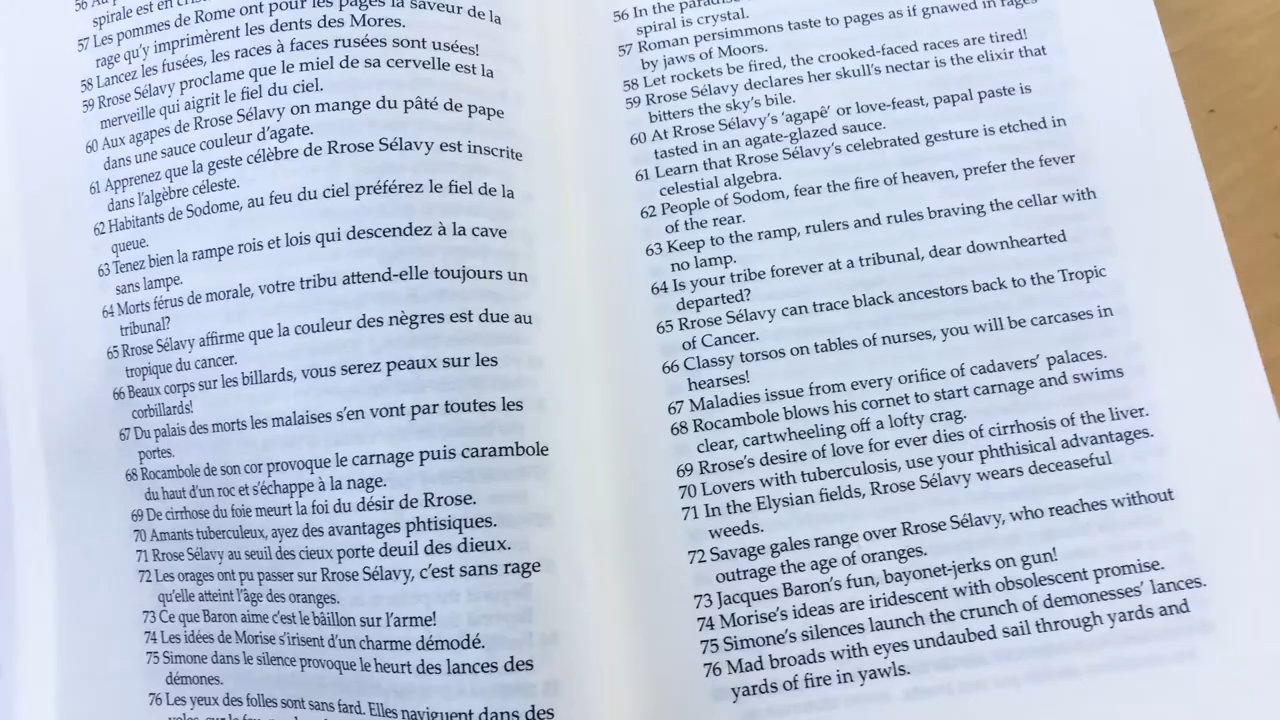 56 Au
spirale est en
57 Les pommes de Rome ont pour les pages la saveur de la
rage qu'y imprimèrent les dents des Mores.
58 Lancez les fusées, les races à faces rusées sont usées!
59 Rrose Sélavy proclame que le miel de sa cervelle est la
merveille qui aigrit le fiel du ciel.
60 Aux agapes de Rrose Sélavy on mange du pâté de pape
dans une sauce couleur d'agate.
61 Apprenez que la geste célèbre de Rrose Sélavy est inscrite
dans l'algèbre céleste.
62 Habitants de Sodome, au feu du ciel préférez le fiel de la
queue.
63 Tenez bien la rampe rois et lois qui descendez à la cave
sans lampe.
64 Morts férus de morale, votre tribu attend-elle toujours un
tribunal?
65 Rrose Sélavy affirme que la couleur des nègres est due au
tropique du cancer.
66 Beaux corps sur les billards, vous serez peaux sur les
corbillards!
67 Du palais des morts les malaises s'en vont par toutes les
portes.
68 Rocambole de son cor provoque le carnage puis carambole
du haut d'un roc et s'échappe à la nage.
69 De cirrhose du foie meurt la foi du désir de Rrose.
70 Amants tuberculeux, ayez des avantages phtisiques.
71 Rrose Sélavy au seuil des cieux porte deuil des dieux.
72 Les orages ont pu passer sur Rrose Sélavy, c'est sans rage
qu'elle atteint l'âge des oranges.
73 Ce que Baron aime c'est le bâillon sur l'arme!
74 Les idées de Morise s'irisent d'un charme démodé.
75 Simone dans le silence provoque le heurt des lances des
démones.
76 Les yeux des folles sont sans fard. Elles naviguent dans des
56 In the
spiral is crystal.
57 Roman persimmons taste to pages as if gnawed in rages
by jaws of Moors.
58 Let rockets be fired, the crooked-faced races are tired!
59 Rrose Sélavy declares her skull's nectar is the elixir that
bitters the sky's bile.
60 At Rrose Sélavy's 'agapê' or love-feast, papal paste is
tasted in an agate-glazed sauce.
61 Learn that Rrose Sélavy's celebrated gesture is etched in
celestial algebra.
62 People of Sodom, fear the fire of heaven, prefer the fever
of the rear.
63 Keep to the ramp, rulers and rules braving the cellar with
no lamp.
64 Is your tribe forever at a tribunal, dear downhearted
departed?
65 Rrose Sélavy can trace black ancestors back to the Tropic
of Cancer.
66 Classy torsos on tables of nurses, you will be carcases in
hearses!
67 Maladies issue from every orifice of cadavers' palaces.
68 Rocambole blows his cornet to start carnage and swims
clear, cartwheeling off a lofty crag.
69 Rrose's desire of love for ever dies of cirrhosis of the liver.
70 Lovers with tuberculosis, use your phthisical advantages.
71 In the Elysian fields, Rrose Sélavy wears deceaseful
weeds.
72 Savage gales range over Rrose Sélavy, who reaches without
outrage the age of oranges.
73 Jacques Baron's fun, bayonet-jerks on gun!
74 Morise's ideas are iridescent with obsolescent promise.
75 Simone's silences launch the crunch of demonesses' lances.
76 Mad broads with eyes undaubed sail through yards and
yards of fire in yawls.